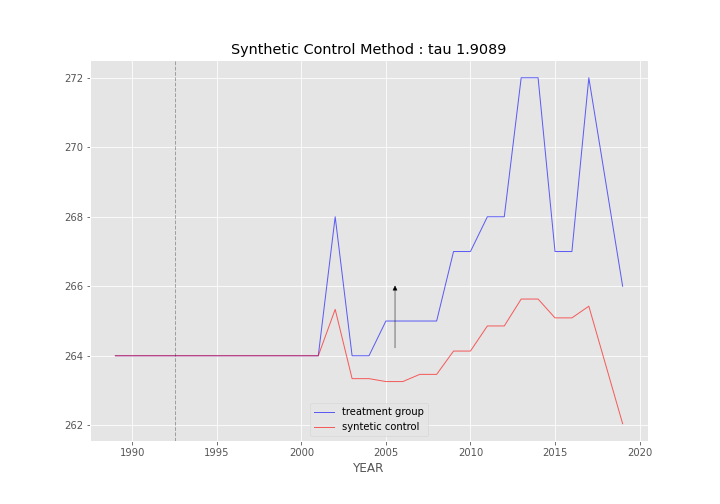 Synthetic Control Method : tau 1.9089
272
270
268
266
264
262
treatment group
syntetic control
1990 1995 2000 2005 2010 2015 2020
YEAR